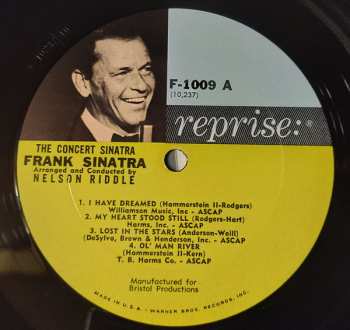 F-1009 A
(10,237)
reprise:
THE CONCERT SINATRA
FRANK SINATRA
Arranged and Conducted by
NELSON RIDDLE
1. I HAVE DREAMED (Hammerstein II-Rodgers)
Williamson Music, Inc - ASCAP
2. MY HEART STOOD STILL (Rodgers-Hart)
Harms, Inc. - ASCAP
3. LOST IN THE STARS (Anderson-Weill)
(DeSylva, Brown & Henderson, Inc. - ASCAP
4. OL' MAN RIVER
(Hammerstein II-Kern)
T. B. Harms Co. - ASCAP
Manufactured for
Bristol Productions
MADE IN U.S.A. - WARNER BROS. RECORDS, INC.